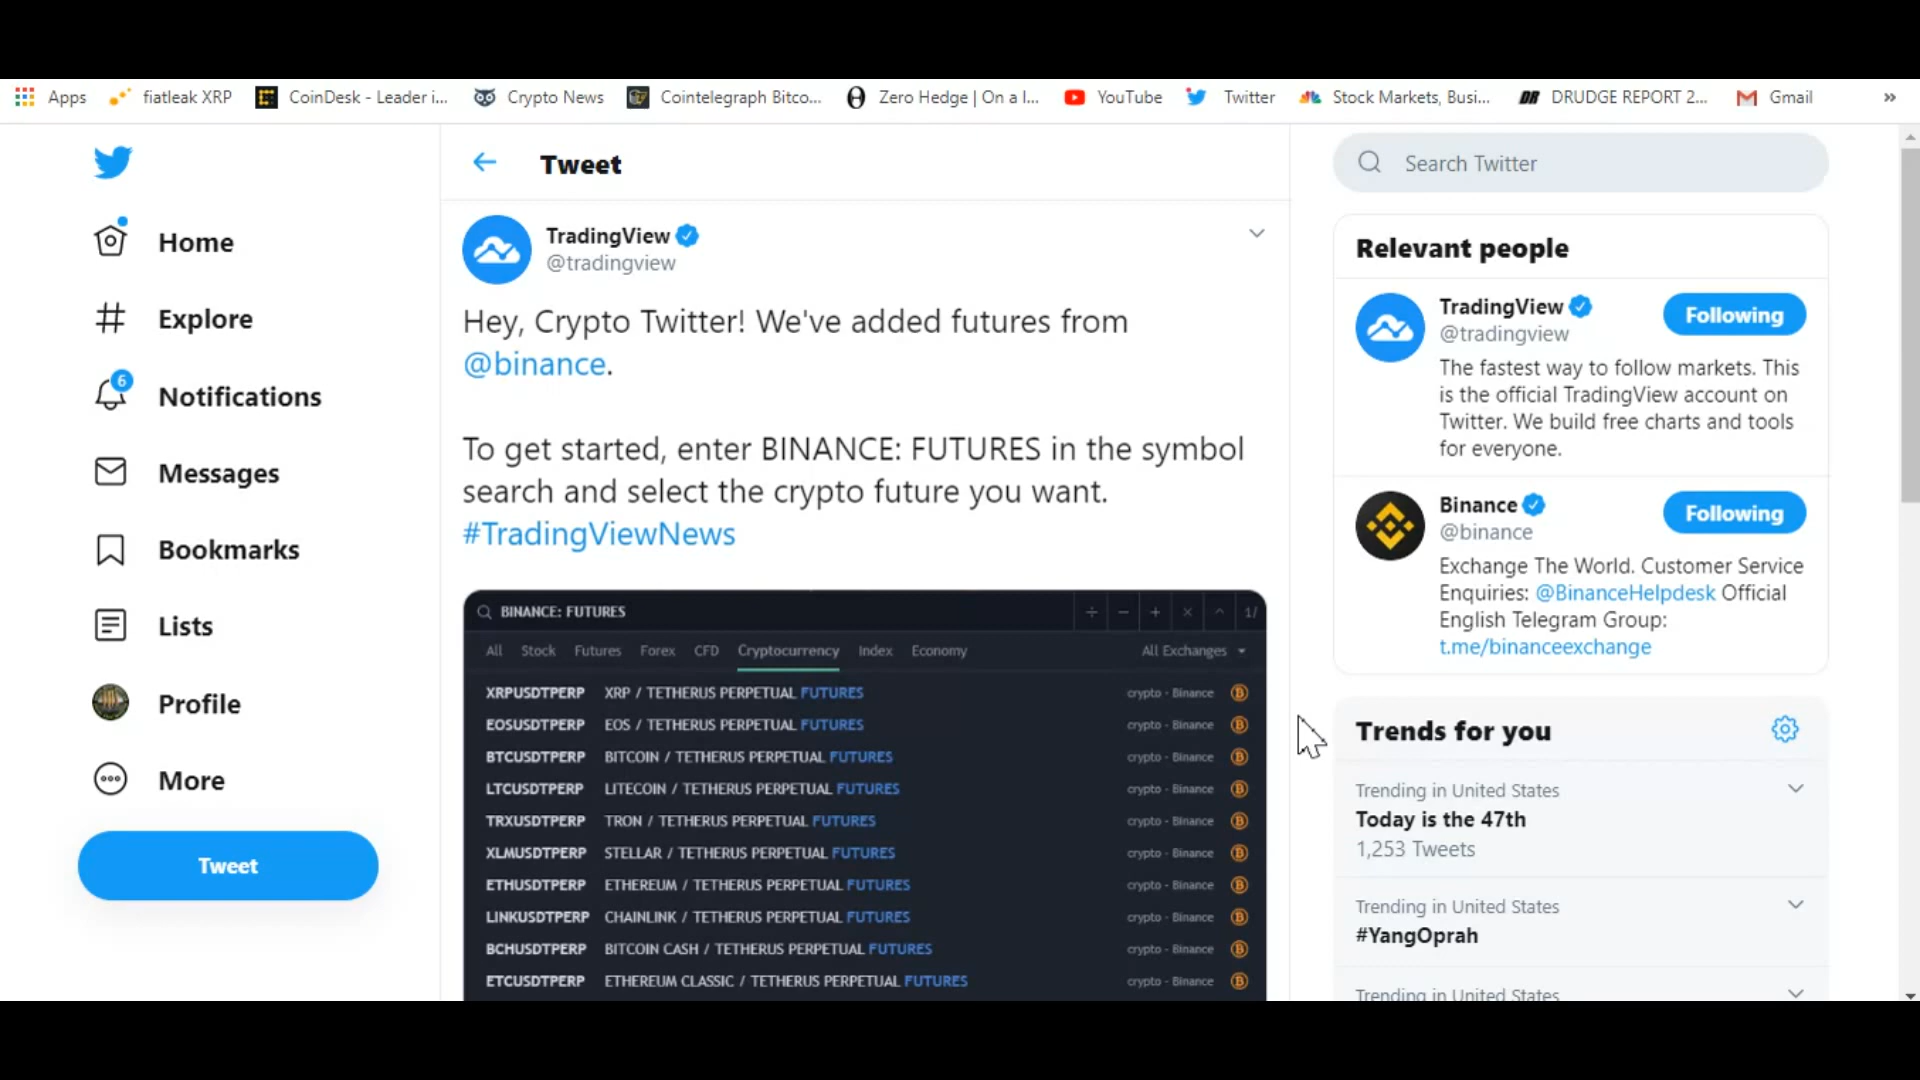 Apps
fiatleak XRP
CoinDesk - Leader i...
Crypto News
Cointelegraph Bitco...
Zero Hedge | On a l...
YouTube
Twitter
Stock Markets, Busi...
DRUDGE REPORT 2...
Gmail
»
Home
Explore
6
Notifications
Messages
Bookmarks
Lists
Profile
More
Tweet
Tweet
TradingView
@tradingview
Hey, Crypto Twitter! We've added futures from
@binance.
To get started, enter BINANCE: FUTURES in the symbol
search and select the crypto future you want.
#TradingViewNews
BINANCE: FUTURES ÷ − + × ^ 1/
All Stock Futures Forex CFD Cryptocurrency Index Economy All Exchanges
XRPUSDTPERP XRP / TETHERUS PERPETUAL FUTURES crypto - Binance
EOSUSDTPERP EOS / TETHERUS PERPETUAL FUTURES crypto - Binance
BTCUSDTPERP BITCOIN / TETHERUS PERPETUAL FUTURES crypto - Binance
LTCUSDTPERP LITECOIN / TETHERUS PERPETUAL FUTURES crypto - Binance
TRXUSDTPERP TRON / TETHERUS PERPETUAL FUTURES crypto - Binance
XLMUSDTPERP STELLAR / TETHERUS PERPETUAL FUTURES crypto - Binance
ETHUSDTPERP ETHEREUM / TETHERUS PERPETUAL FUTURES crypto - Binance
LINKUSDTPERP CHAINLINK / TETHERUS PERPETUAL FUTURES crypto - Binance
BCHUSDTPERP BITCOIN CASH / TETHERUS PERPETUAL FUTURES crypto - Binance
ETCUSDTPERP ETHEREUM CLASSIC / TETHERUS PERPETUAL FUTURES crypto - Binance
Search Twitter
Relevant people
TradingView
@tradingview
Following
The fastest way to follow markets. This
is the official TradingView account on
Twitter. We build free charts and tools
for everyone.
Binance
@binance
Following
Exchange The World. Customer Service
Enquiries: @BinanceHelpdesk Official
English Telegram Group:
t.me/binanceexchange
Trends for you
Trending in United States
Today is the 47th
1,253 Tweets
Trending in United States
#YangOprah
Trending in United States